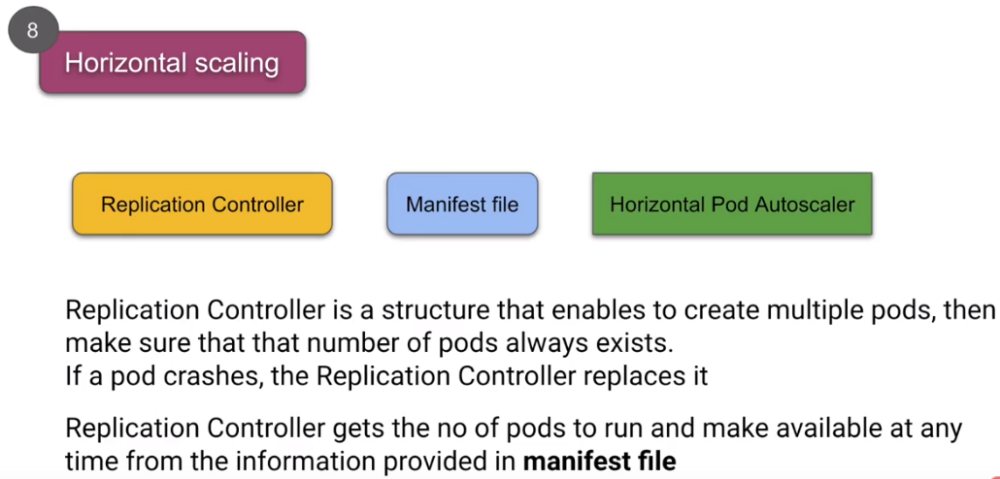 8
Horizontal scaling
Replication Controller
Manifest file
Horizontal Pod Autoscaler
Replication Controller is a structure that enables to create multiple pods, then
make sure that that number of pods always exists.
If a pod crashes, the Replication Controller replaces it
Replication Controller gets the no of pods to run and make available at any
time from the information provided in manifest file